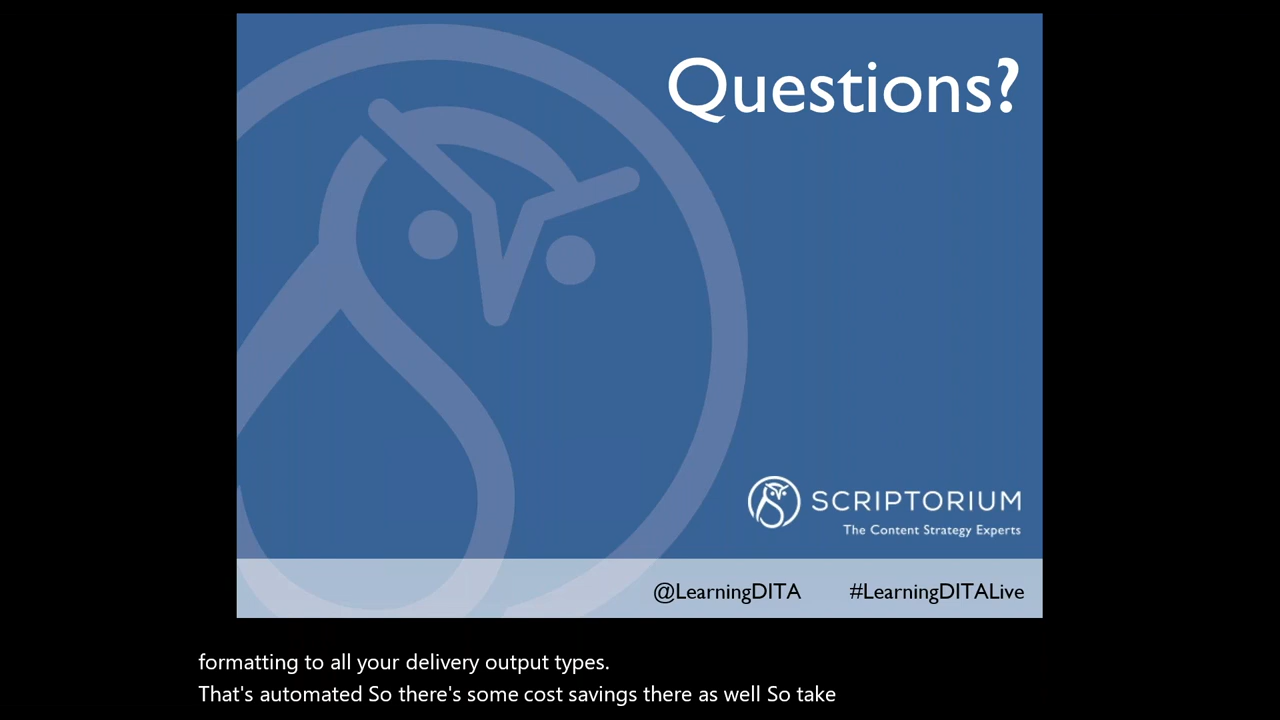 Questions?
SCRIPTORIUM
The Content Strategy Experts
@LearningDITA #LearningDITALive
formatting to all your delivery output types.
That's automated So there's some cost savings there as well So take